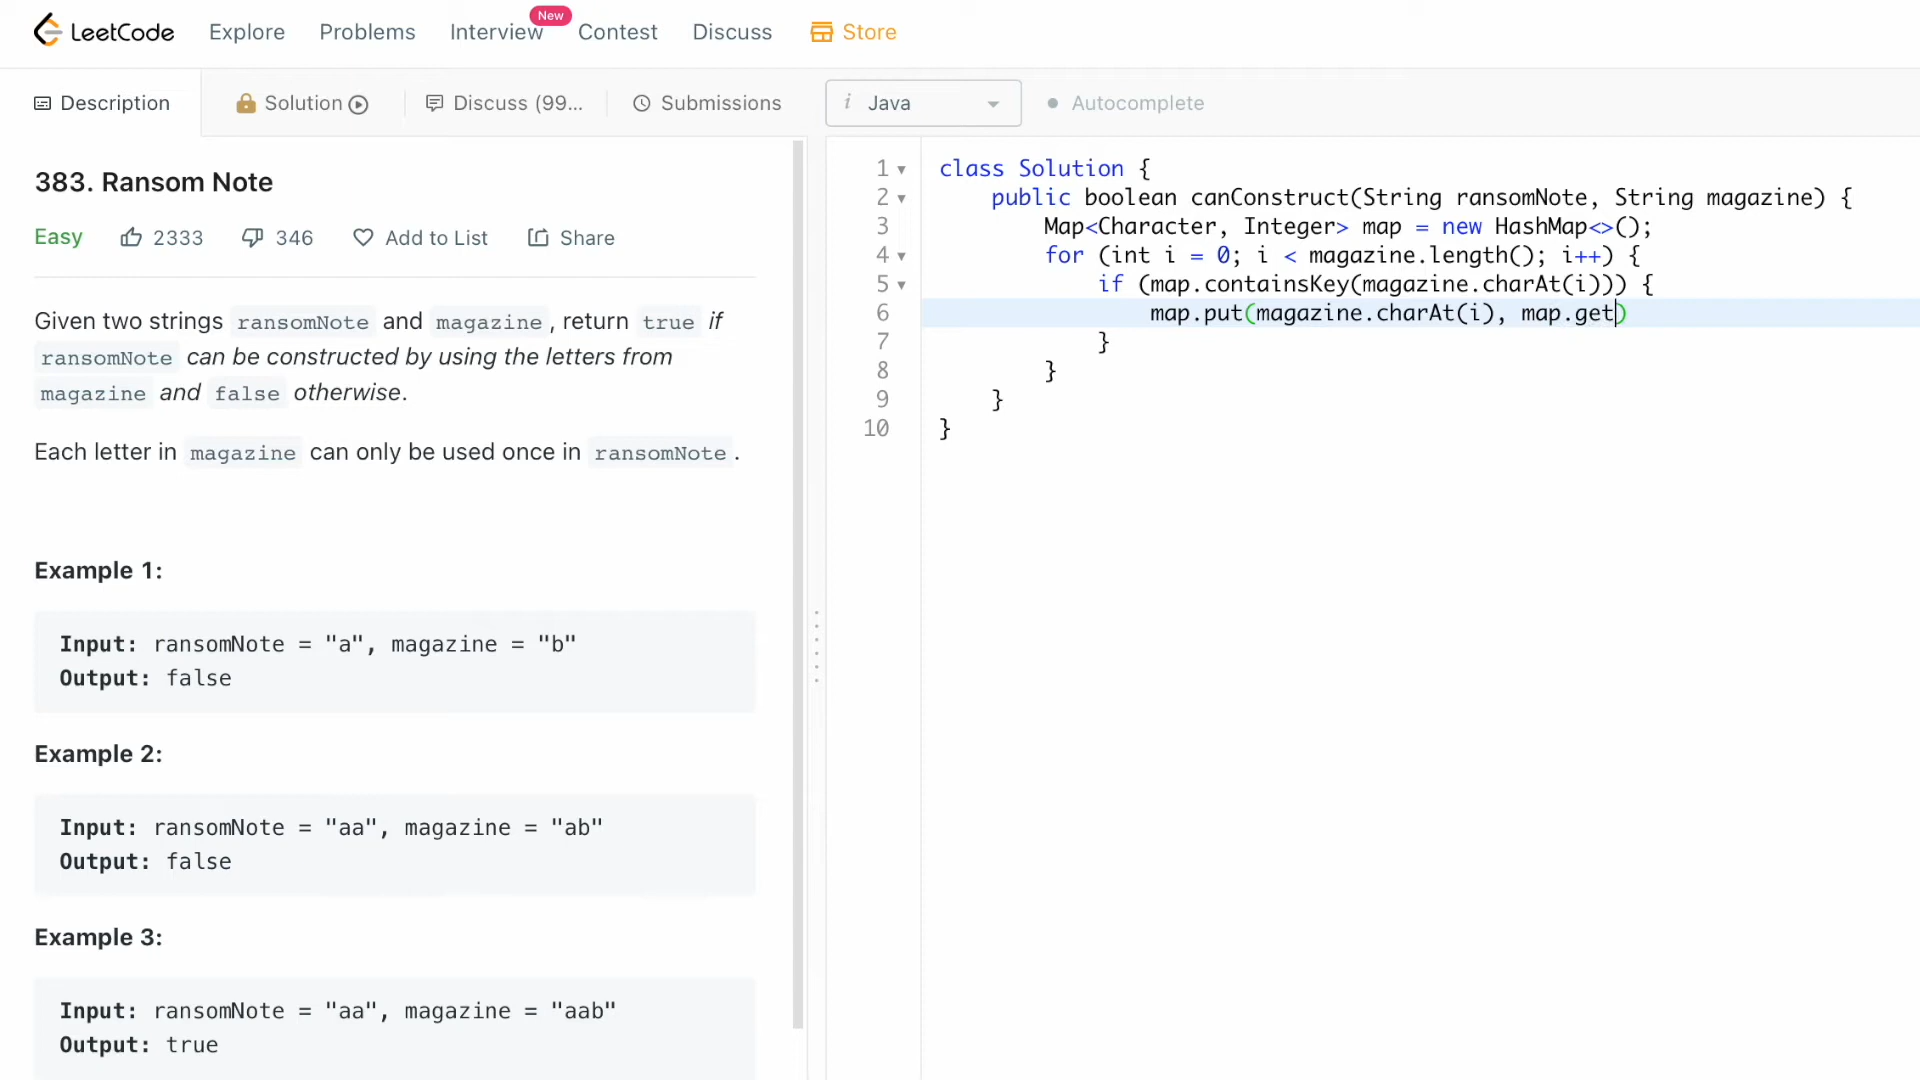 LeetCode Explore Problems Interview New Contest Discuss Store
Description Solution Discuss (99... Submissions i Java Autocomplete
383. Ransom Note
Easy 2333 346 Add to List Share
Given two strings ransomNote and magazine, return true if
ransomNote can be constructed by using the letters from
magazine and false otherwise.
Each letter in magazine can only be used once in ransomNote.
Example 1:
Input: ransomNote = "a", magazine = "b"
Output: false
Example 2:
Input: ransomNote = "aa", magazine = "ab"
Output: false
Example 3:
Input: ransomNote = "aa", magazine = "aab"
Output: true
1 class Solution {
2 public boolean canConstruct(String ransomNote, String magazine) {
3 Map<Character, Integer> map = new HashMap<>();
4 for (int i = 0; i < magazine.length(); i++) {
5 if (map.containsKey(magazine.charAt(i))) {
6 map.put(magazine.charAt(i), map.get)
7 }
8 }
9 }
10 }